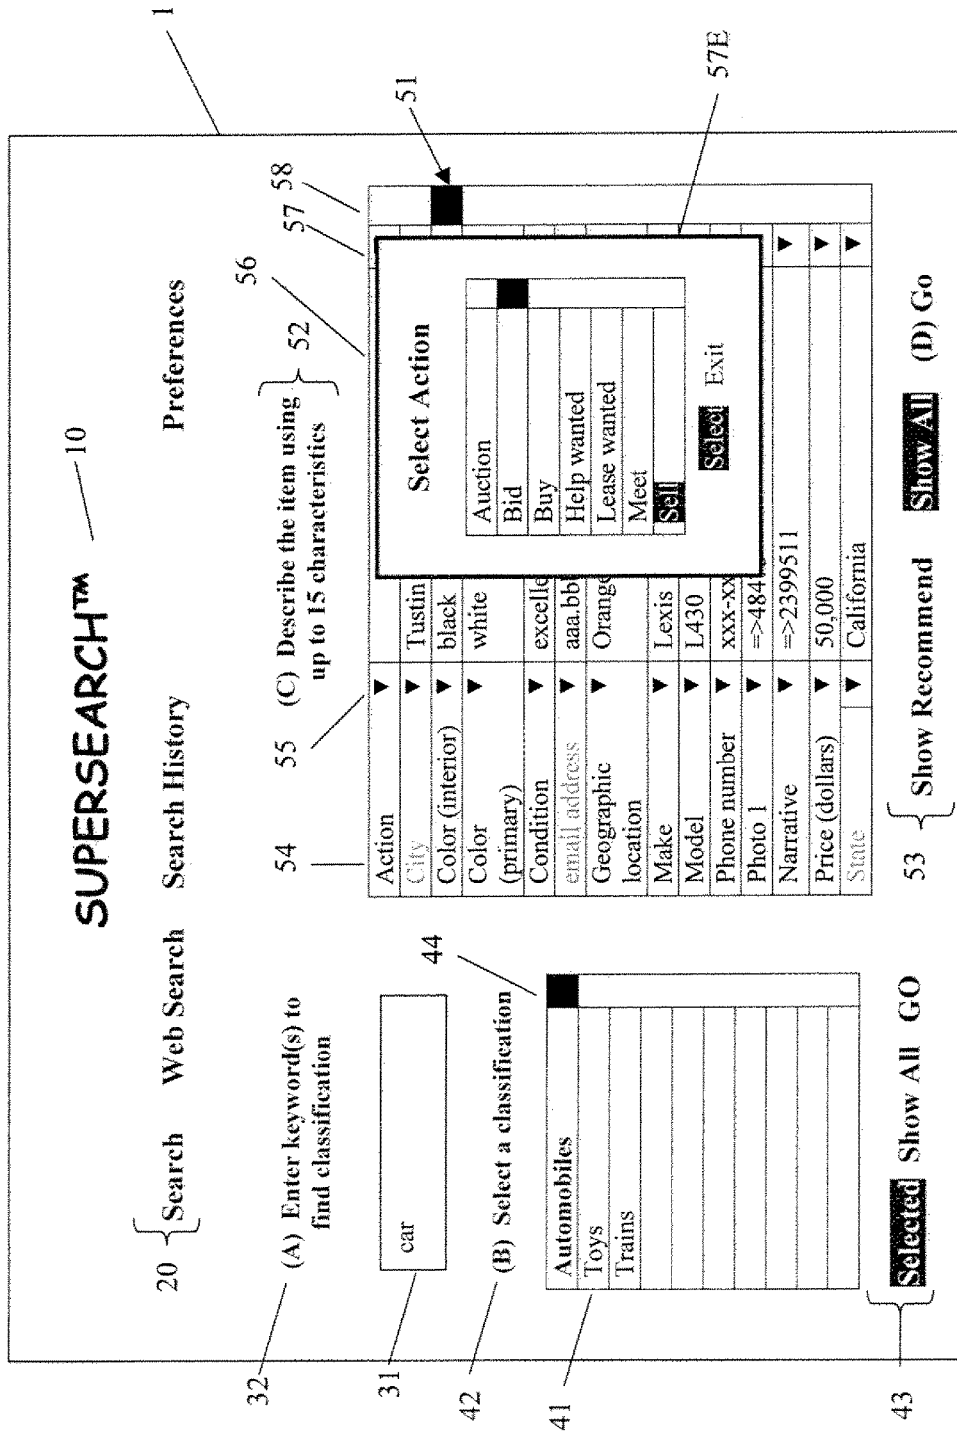 1
SUPERSEARCH™
10
20
Search
Web Search
Search History
Preferences
32
(A) Enter keyword(s) to
find classification
31
car
42
(B) Select a classification
44
41
Automobiles
Toys
Trains
43
Selected Show All GO
54
55
(C) Describe the item using
up to 15 characteristics
52
56
57
58
51
57E
Action
City
Tustin
Color (interior)
black
Color
(primary)
white
Condition
excelle
email address
aaa.bb
Geographic
location
Orange
Make
Lexis
Model
L430
Phone number
xxx-xx
Photo 1
=>484
Narrative
=>2399511
Price (dollars)
50,000
State
California
Select Action
Auction
Bid
Buy
Help wanted
Lease wanted
Meet
Sell
Select Exit
53
Show Recommend
Show All
(D) Go